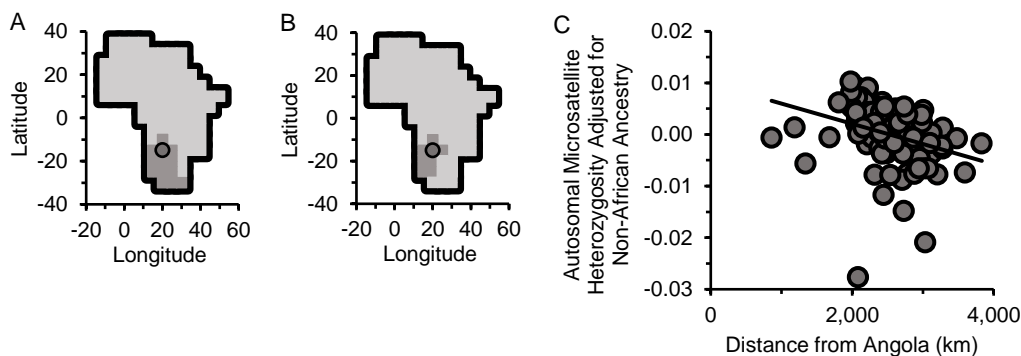 A
40
20
0
-20
-40
Latitude
-20 0 20 40 60
Longitude
B
40
20
0
-20
-40
Latitude
-20 0 20 40 60
Longitude
C
Autosomal Microsatellite
Heterozygosity Adjusted for
Non-African Ancestry
0.02
0.01
0.00
-0.01
-0.02
-0.03
0 2,000 4,000
Distance from Angola (km)